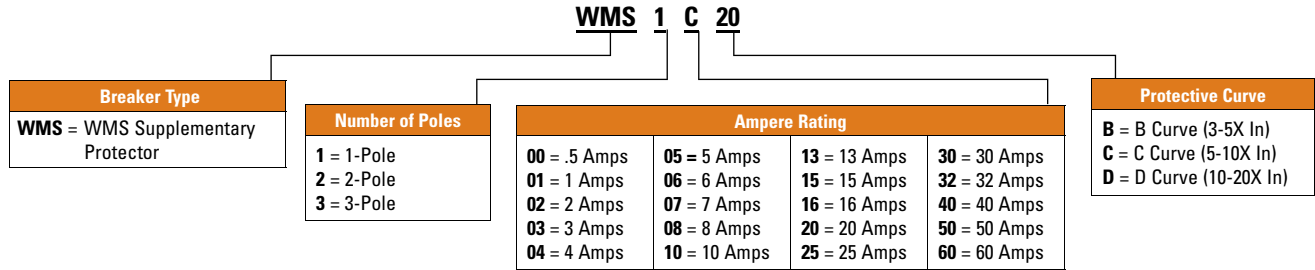 WMS 1 C 20
Breaker Type
WMS = WMS Supplementary
Protector
Number of Poles
1 = 1-Pole
2 = 2-Pole
3 = 3-Pole
Ampere Rating
00 = .5 Amps
01 = 1 Amps
02 = 2 Amps
03 = 3 Amps
04 = 4 Amps
05 = 5 Amps
06 = 6 Amps
07 = 7 Amps
08 = 8 Amps
10 = 10 Amps
13 = 13 Amps
15 = 15 Amps
16 = 16 Amps
20 = 20 Amps
25 = 25 Amps
30 = 30 Amps
32 = 32 Amps
40 = 40 Amps
50 = 50 Amps
60 = 60 Amps
Protective Curve
B = B Curve (3-5X In)
C = C Curve (5-10X In)
D = D Curve (10-20X In)